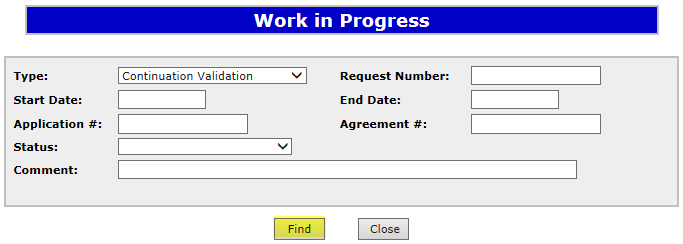 Work in Progress
Type: Continuation Validation Request Number:
Start Date: End Date:
Application #: Agreement #:
Status:
Comment:
Find Close